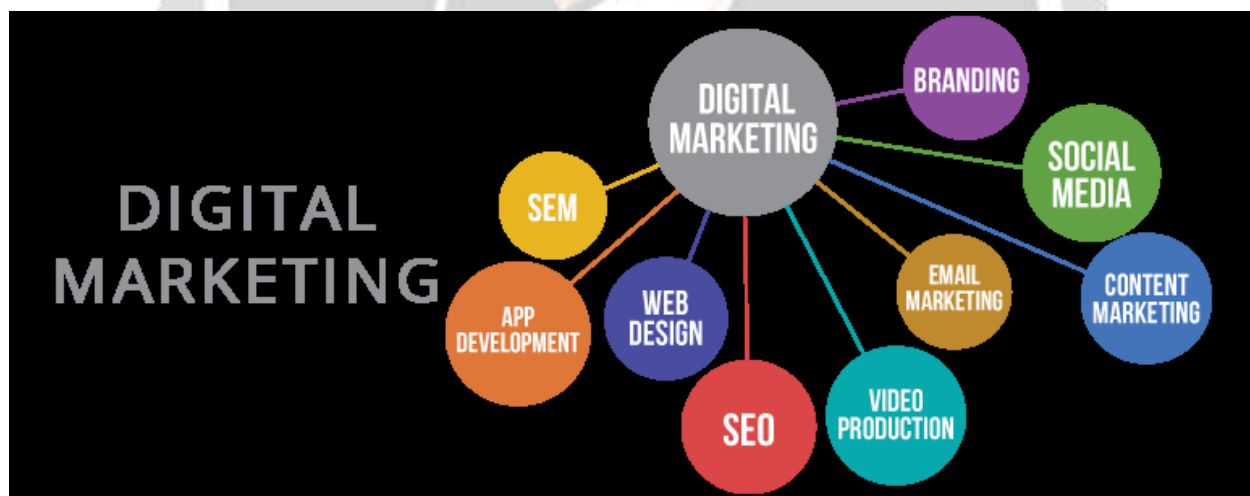 DIGITAL
MARKETING
DIGITAL
MARKETING
BRANDING
SOCIAL
MEDIA
CONTENT
MARKETING
EMAIL
MARKETING
VIDEO
PRODUCTION
SEO
WEB
DESIGN
APP
DEVELOPMENT
SEM